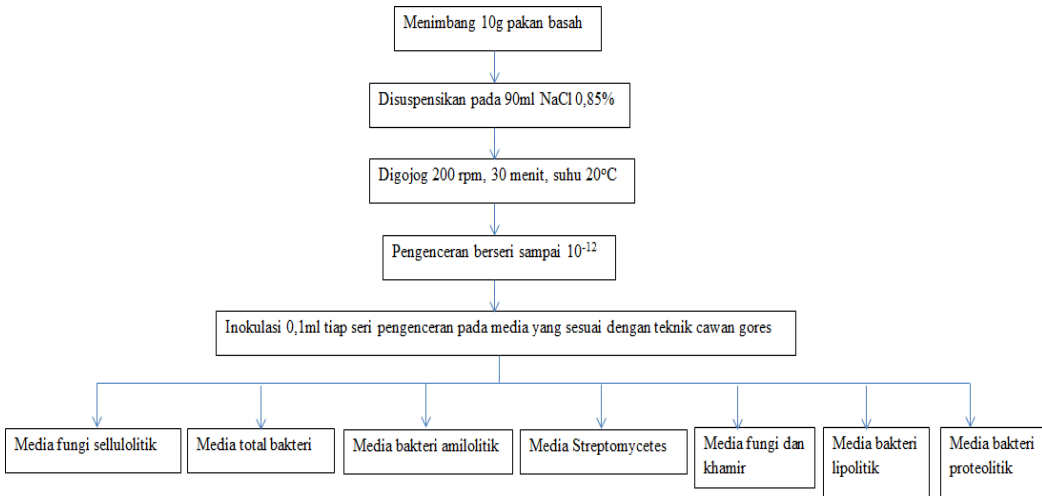 Menimbang 10g pakan basah
Disuspensikan pada 90ml NaCl 0,85%
Digojog 200 rpm, 30 menit, suhu 20°C
Pengenceran berseri sampai 10⁻¹²
Inokulasi 0,1ml tiap seri pengenceran pada media yang sesuai dengan teknik cawan gores
Media fungi sellulolitik
Media total bakteri
Media bakteri amilolitik
Media Streptomycetes
Media fungi dan
khamir
Media bakteri
lipolitik
Media bakteri
proteolitik